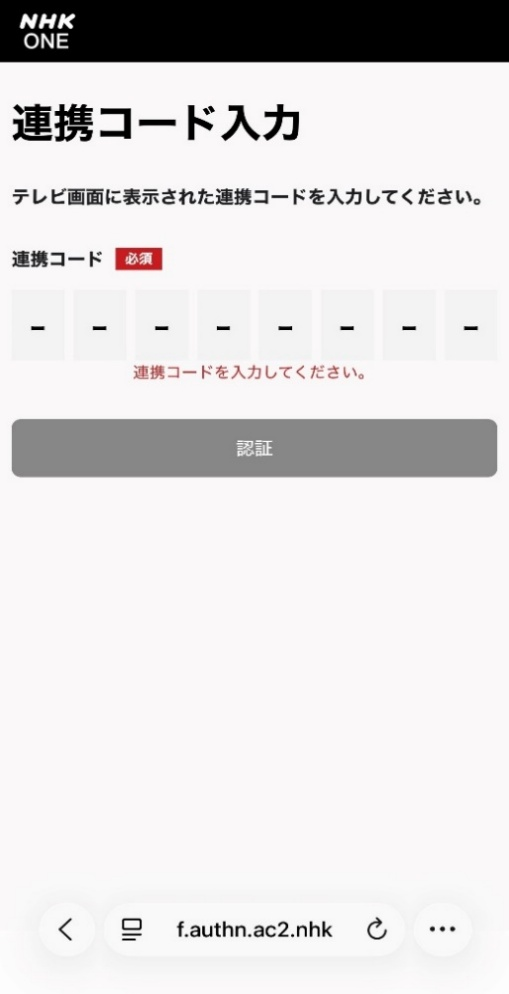 NHK
ONE
連携コード入力
テレビ画面に表示された連携コードを入力してください。
連携コード 必須
- - - - - - - -
連携コードを入力してください。
認証
f.authn.ac2.nhk